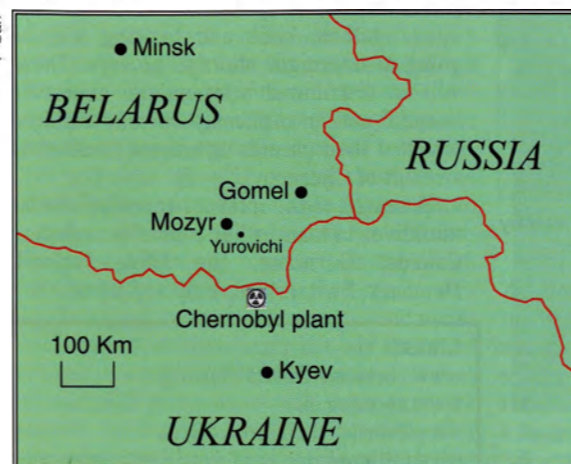 Minsk
BELARUS
RUSSIA
Gomel
Mozyr
Yurovichi
Chernobyl plant
100 Km
Kyev
UKRAINE